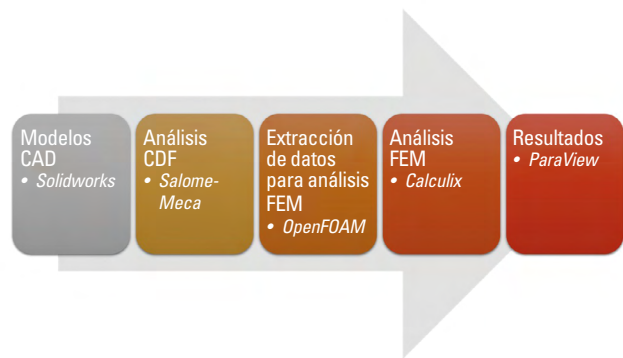 Modelos
CAD
• Solidworks
Análisis
CDF
• Salome-
Meca
Extracción
de datos
para análisis
FEM
• OpenFOAM
Análisis
FEM
• Calculix
Resultados
• ParaView